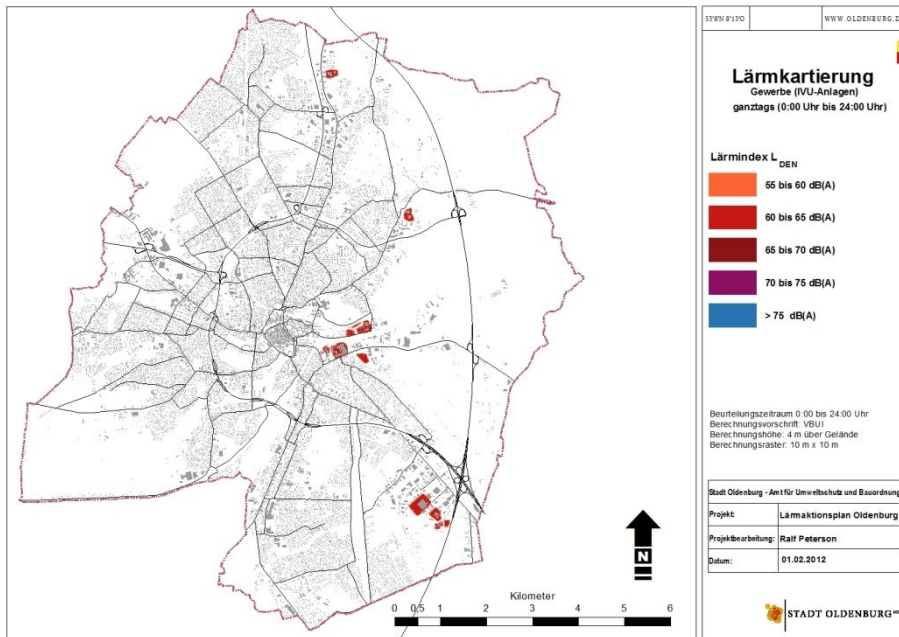 53°8'N 8°13'O WWW.OLDENBURG.D
Lärmkartierung
Gewerbe (IVU-Anlagen)
ganztags (0:00 Uhr bis 24:00 Uhr)
Lärmindex L DEN
55 bis 60 dB(A)
60 bis 65 dB(A)
65 bis 70 dB(A)
70 bis 75 dB(A)
> 75 dB(A)
Beurteilungszeitraum 0:00 bis 24:00 Uhr
Berechnungsvorschrift: VBUI
Berechnungshöhe: 4 m über Gelände
Berechnungsraster: 10 m x 10 m
Stadt Oldenburg - Amt für Umweltschutz und Bauordnung
Projekt: Lärmaktionsplan Oldenburg
Projektbearbeitung: Ralf Peterson
Datum: 01.02.2012
N
Kilometer
0 0,5 1 2 3 4 5 6
STADT OLDENBURG